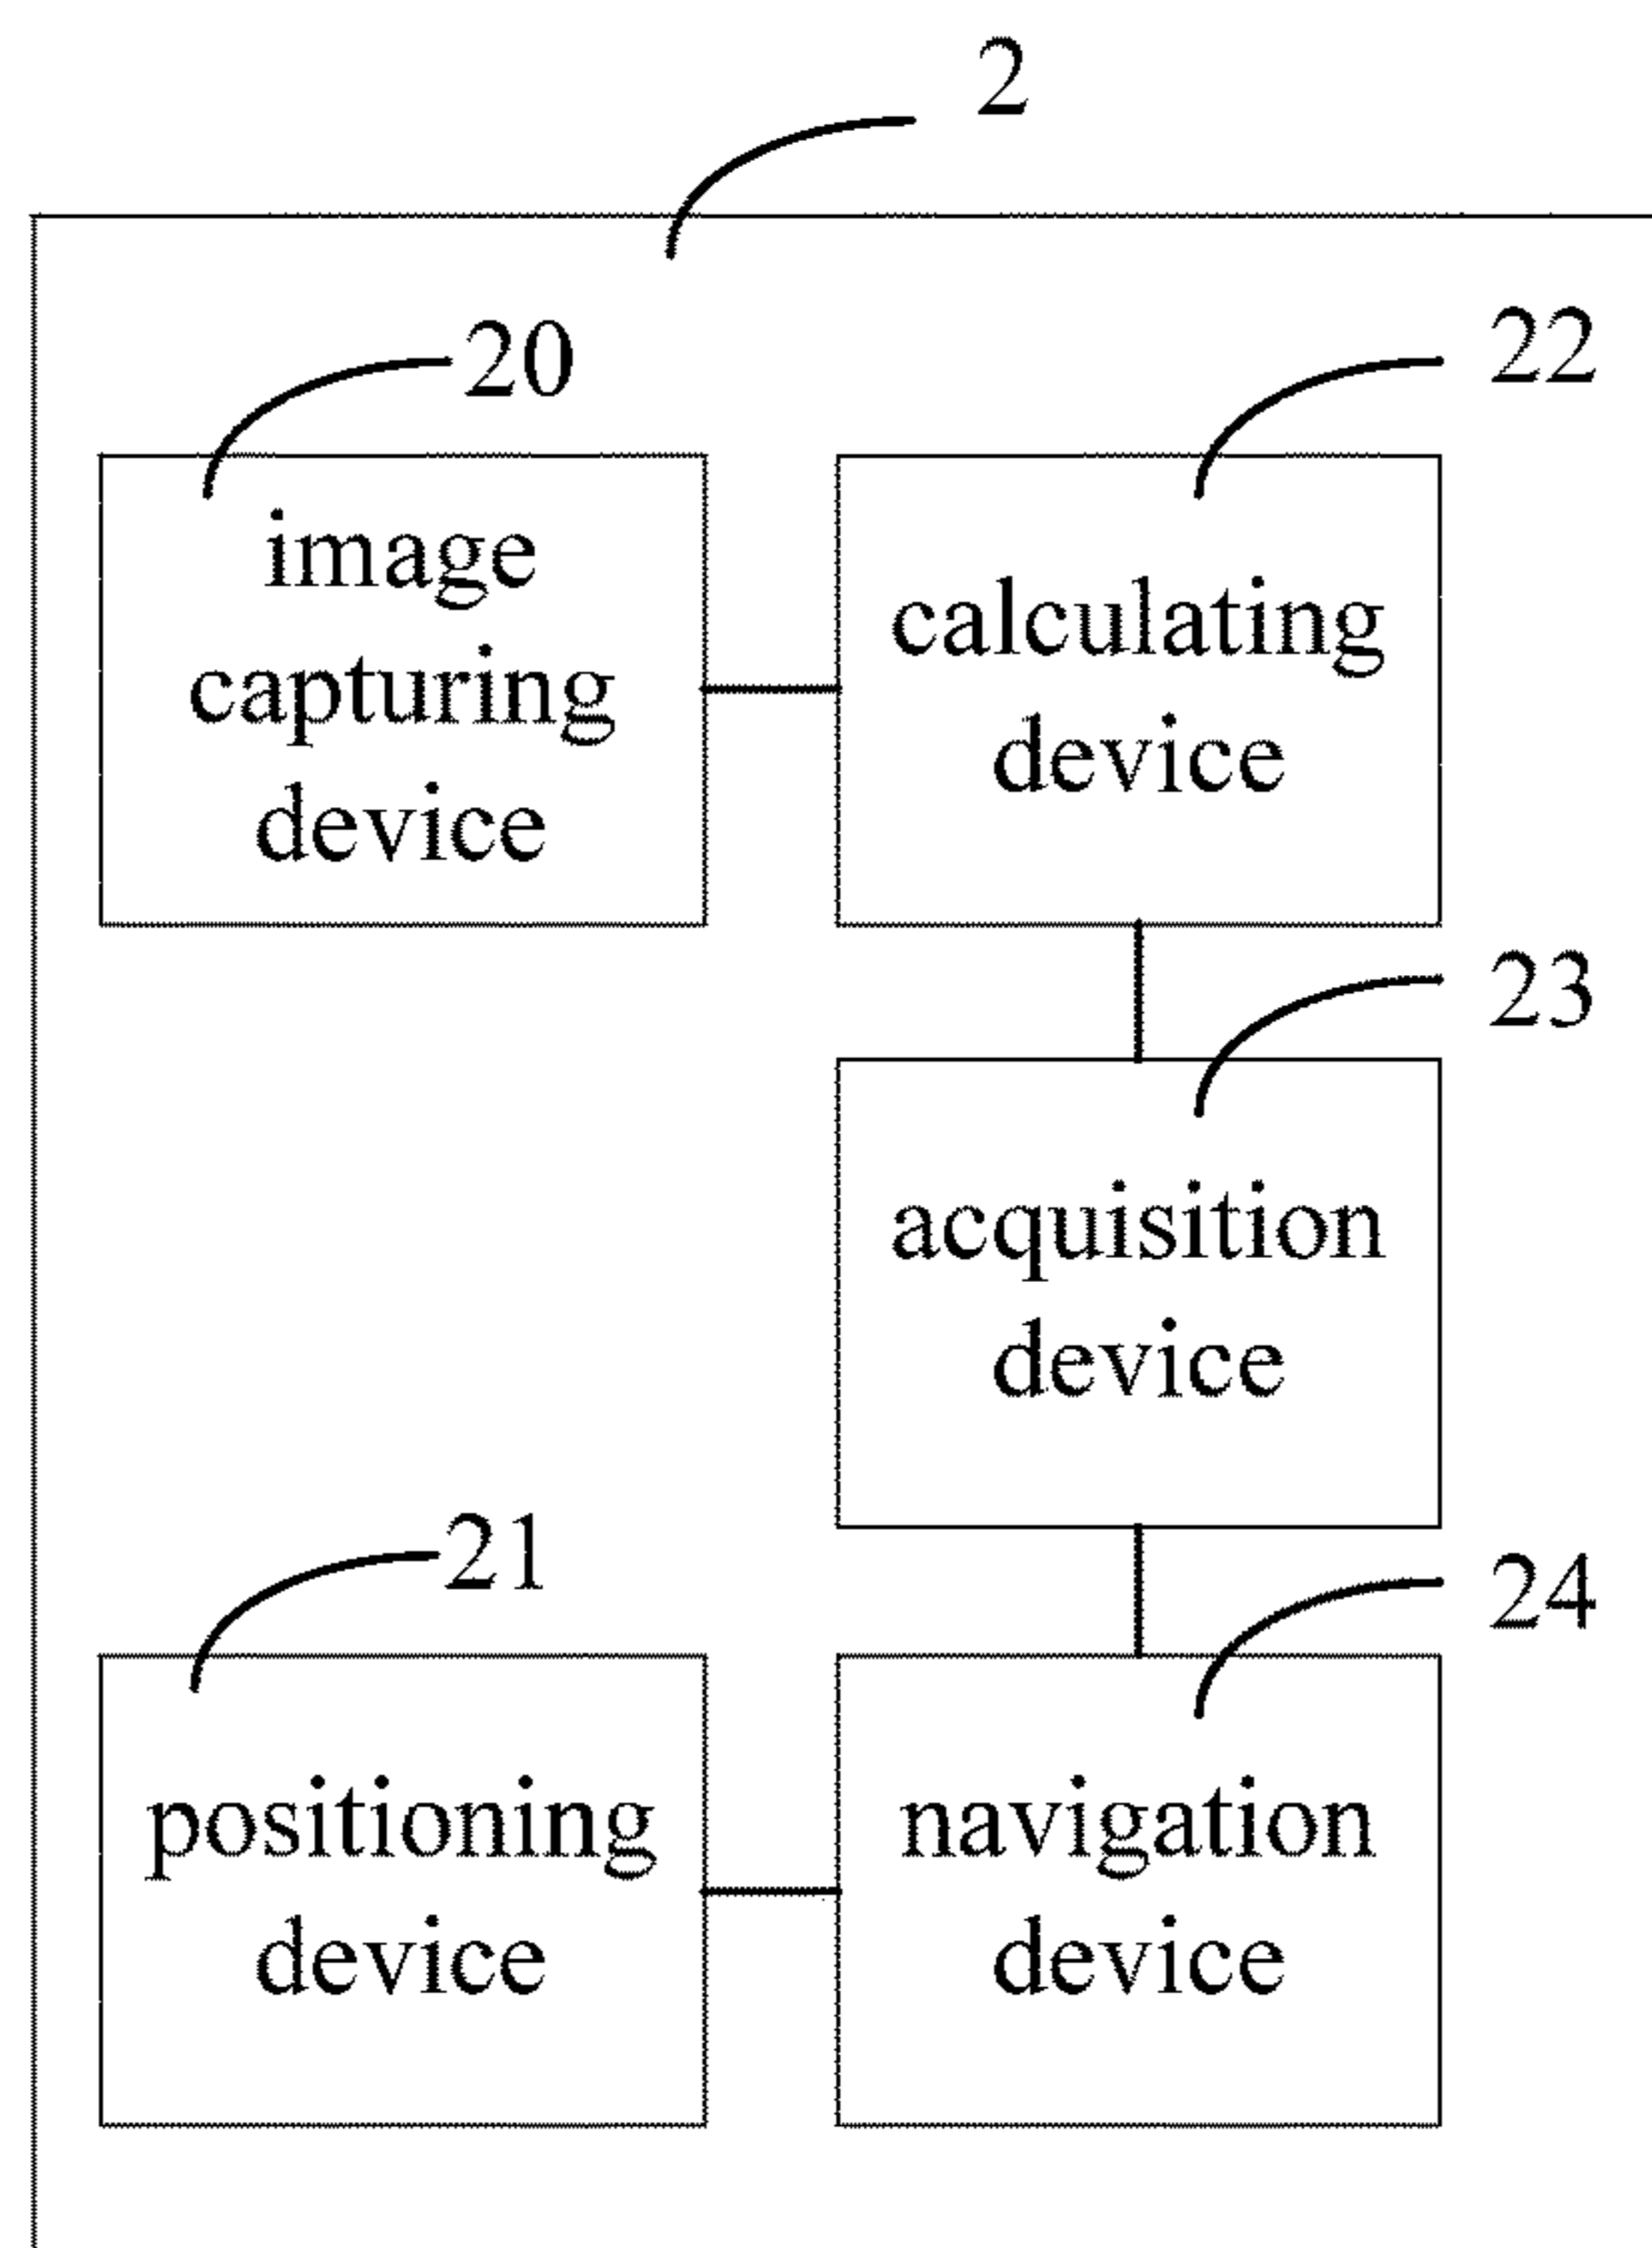 2
20
22
image
capturing
device
calculating
device
23
acquisition
device
21
24
positioning
device
navigation
device